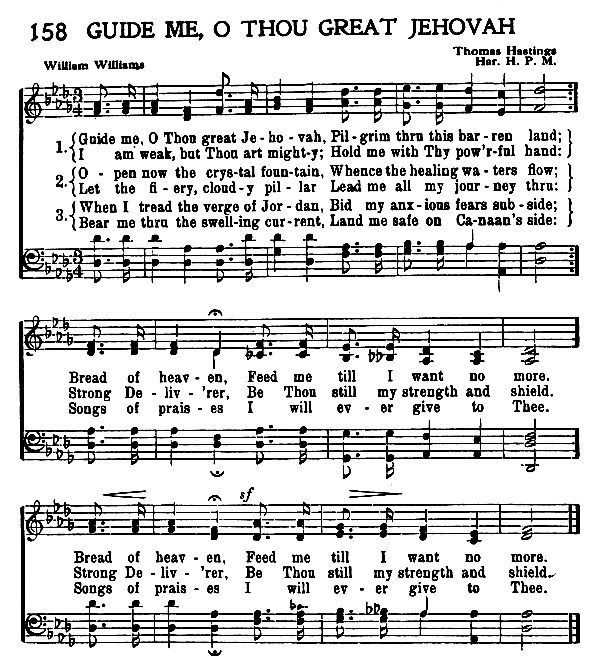 158 GUIDE ME, O THOU GREAT JEHOVAH
Thomas Hastings
William Williams
Har. H. P. M.
1. {Guide me, O Thou great Je-ho-vah, Pil-grim thru this bar-ren land;}
{I am weak, but Thou art might-y; Hold me with Thy pow'r-ful hand:}
2. {O-pen now the crys-tal foun-tain, Whence the healing wa-ters flow;}
{Let the fi-ery, cloud-y pil-lar Lead me all my jour-ney thru:}
3. {When I tread the verge of Jor-dan, Bid my anx-ious fears sub-side;}
{Bear me thru the swell-ing cur-rent, Land me safe on Ca-naan's side:}
Bread of heav-en, Feed me till I want no more.
Strong De-liv-'rer, Be Thou still my strength and shield.
Songs of prais-es I will ev-er give to Thee.
sf
Bread of heav-en, Feed me till I want no more.
Strong De-liv-'rer, Be Thou still my strength and shield.
Songs of prais-es I will ev-er give to Thee.